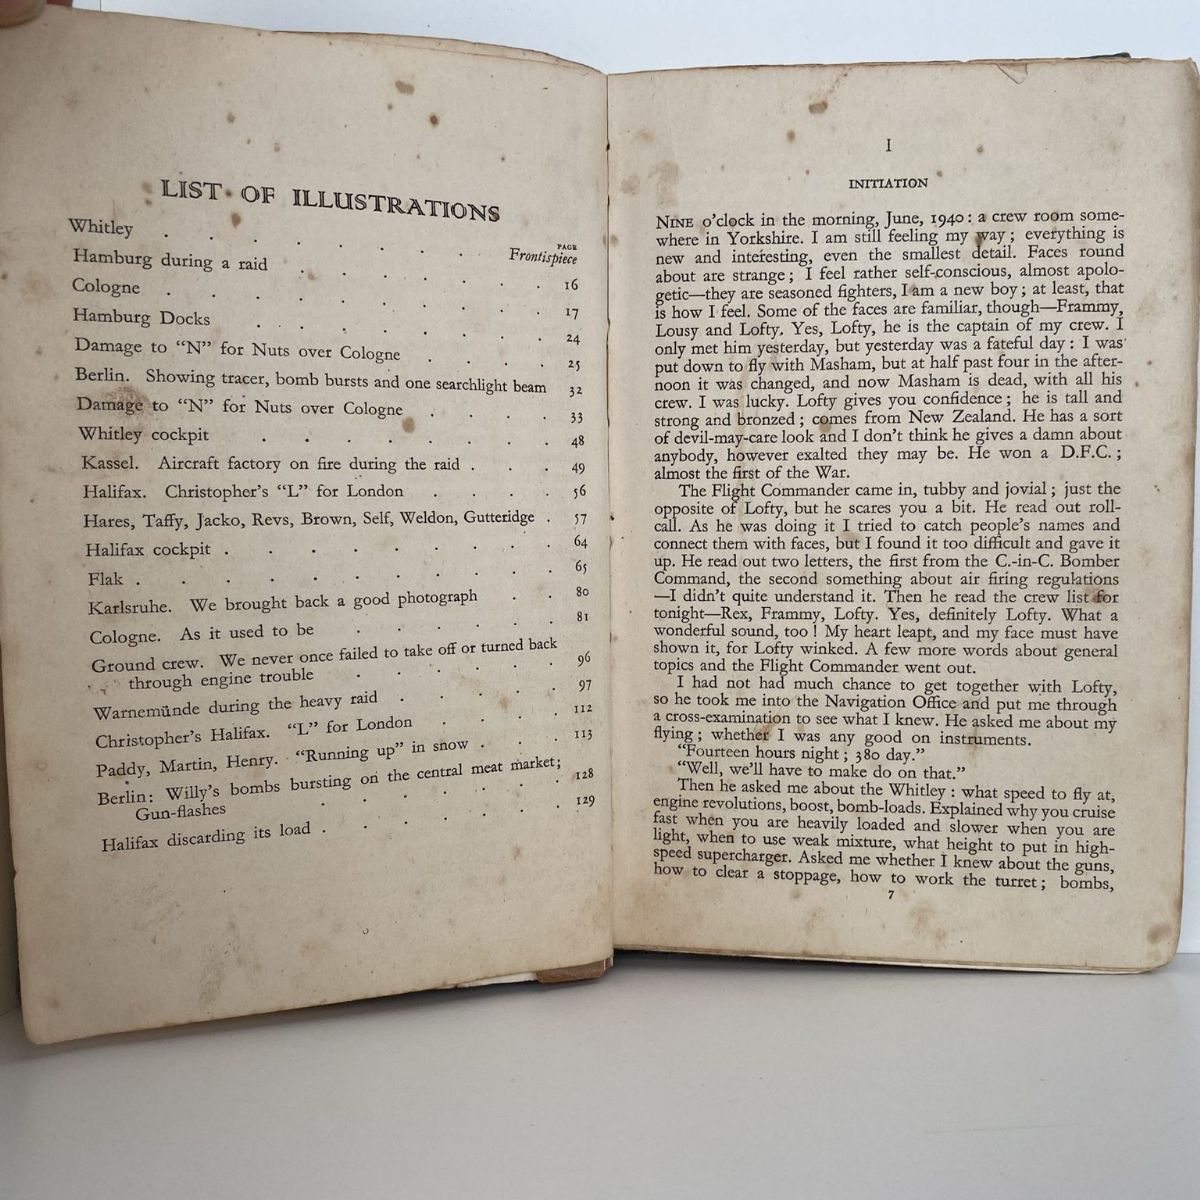 LIST OF ILLUSTRATIONS
PAGE
Whitley . . . . . . . . Frontispiece
Hamburg during a raid . . . . . . 16
Cologne . . . . . . . . . 17
Hamburg Docks . . . . . . . . 24
Damage to “N” for Nuts over Cologne . . . . 25
Berlin. Showing tracer, bomb bursts and one searchlight beam 32
Damage to “N” for Nuts over Cologne . . . . 33
Whitley cockpit . . . . . . . 48
Kassel. Aircraft factory on fire during the raid . . . 49
Halifax. Christopher’s “L” for London . . . . 56
Hares, Taffy, Jacko, Revs, Brown, Self, Weldon, Gutteridge . 57
Halifax cockpit . . . . . . . . 64
Flak . . . . . . . . . . 65
Karlsruhe. We brought back a good photograph . . 80
Cologne. As it used to be . . . . . . 81
Ground crew. We never once failed to take off or turned back
through engine trouble . . . . . 96
Warnemünde during the heavy raid . . . . 97
Christopher’s Halifax. “L” for London . . . . 112
Paddy, Martin, Henry. “Running up” in snow . . . 113
Berlin: Willy’s bombs bursting on the central meat market;
Gun-flashes . . . . . . . 128
Halifax discarding its load . . . . . . 129
I
INITIATION
NINE o’clock in the morning, June, 1940: a crew room some-
where in Yorkshire. I am still feeling my way; everything is
new and interesting, even the smallest detail. Faces round
about are strange; I feel rather self-conscious, almost apolo-
getic—they are seasoned fighters, I am a new boy; at least, that
is how I feel. Some of the faces are familiar, though—Frammy,
Lousy and Lofty. Yes, Lofty, he is the captain of my crew. I
only met him yesterday, but yesterday was a fateful day: I was
put down to fly with Masham, but at half past four in the after-
noon it was changed, and now Masham is dead, with all his
crew. I was lucky. Lofty gives you confidence; he is tall and
strong and bronzed; comes from New Zealand. He has a sort
of devil-may-care look and I don’t think he gives a damn about
anybody, however exalted they may be. He won a D.F.C.;
almost the first of the War.
The Flight Commander came in, tubby and jovial; just the
opposite of Lofty, but he scares you a bit. He read out roll-
call. As he was doing it I tried to catch people’s names and
connect them with faces, but I found it too difficult and gave it
up. He read out two letters, the first from the C.-in-C. Bomber
Command, the second something about air firing regulations
—I didn’t quite understand it. Then he read the crew list for
tonight—Rex, Frammy, Lofty. Yes, definitely Lofty. What a
wonderful sound, too! My heart leapt, and my face must have
shown it, for Lofty winked. A few more words about general
topics and the Flight Commander went out.
I had not had much chance to get together with Lofty,
so he took me into the Navigation Office and put me through
a cross-examination to see what I knew. He asked me about my
flying; whether I was any good on instruments.
“Fourteen hours night; 380 day.”
“Well, we’ll have to make do on that.”
Then he asked me about the Whitley: what speed to fly at,
engine revolutions, boost, bomb-loads. Explained why you cruise
fast when you are heavily loaded and slower when you are
light, when to use weak mixture, what height to put in high-
speed supercharger. Asked me whether I knew about the guns,
how to clear a stoppage, how to work the turret; bombs,
7